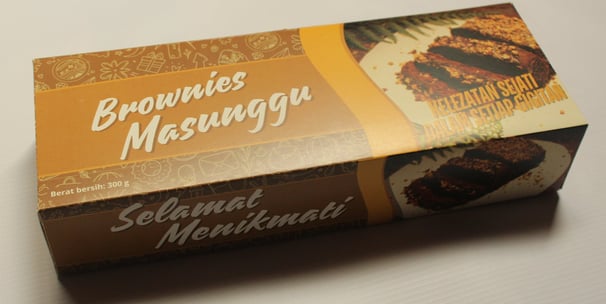 Brownies
Masunggu
KELEZATAN SEJATI
DALAM SETIAP GIGITAN
Berat bersih: 300 g
Selamat
Menikmati